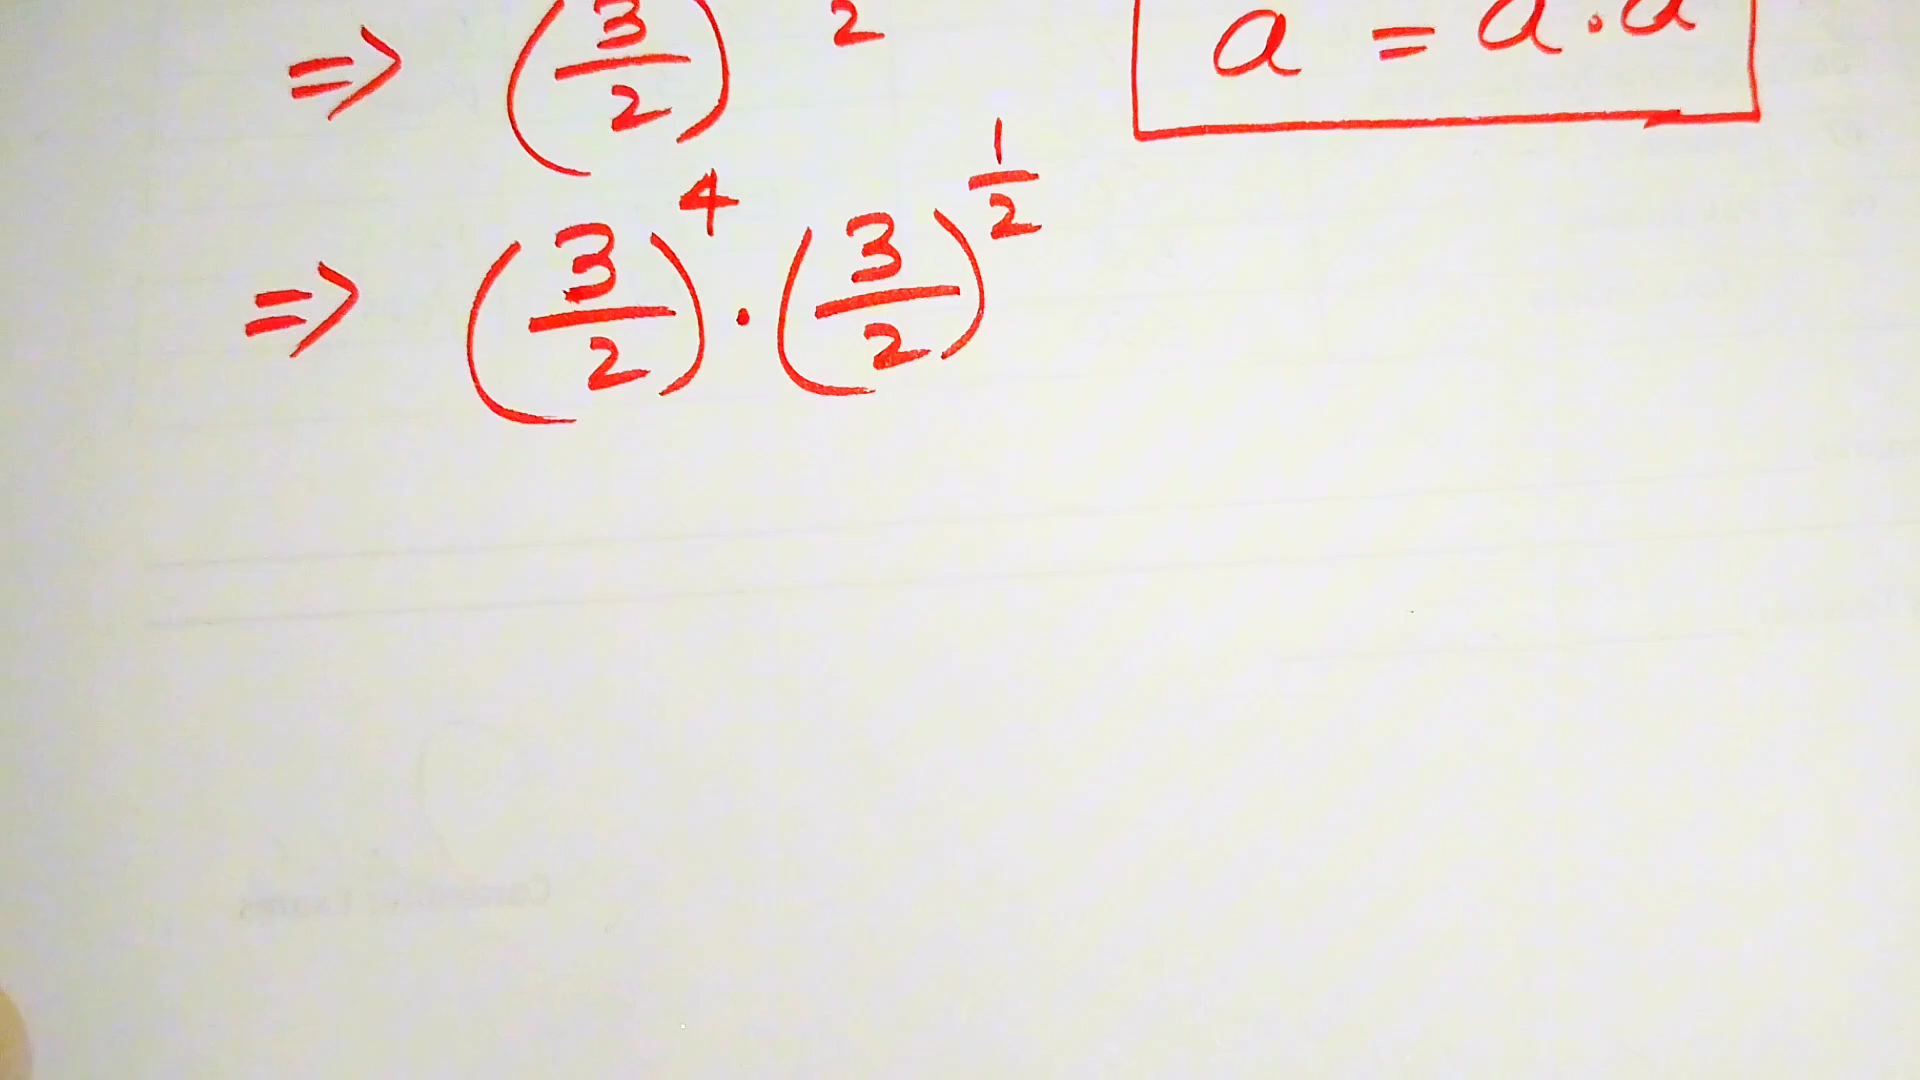 => (3/2) 2
a = a.a
=> (3/2)^4 . (3/2)^1/2